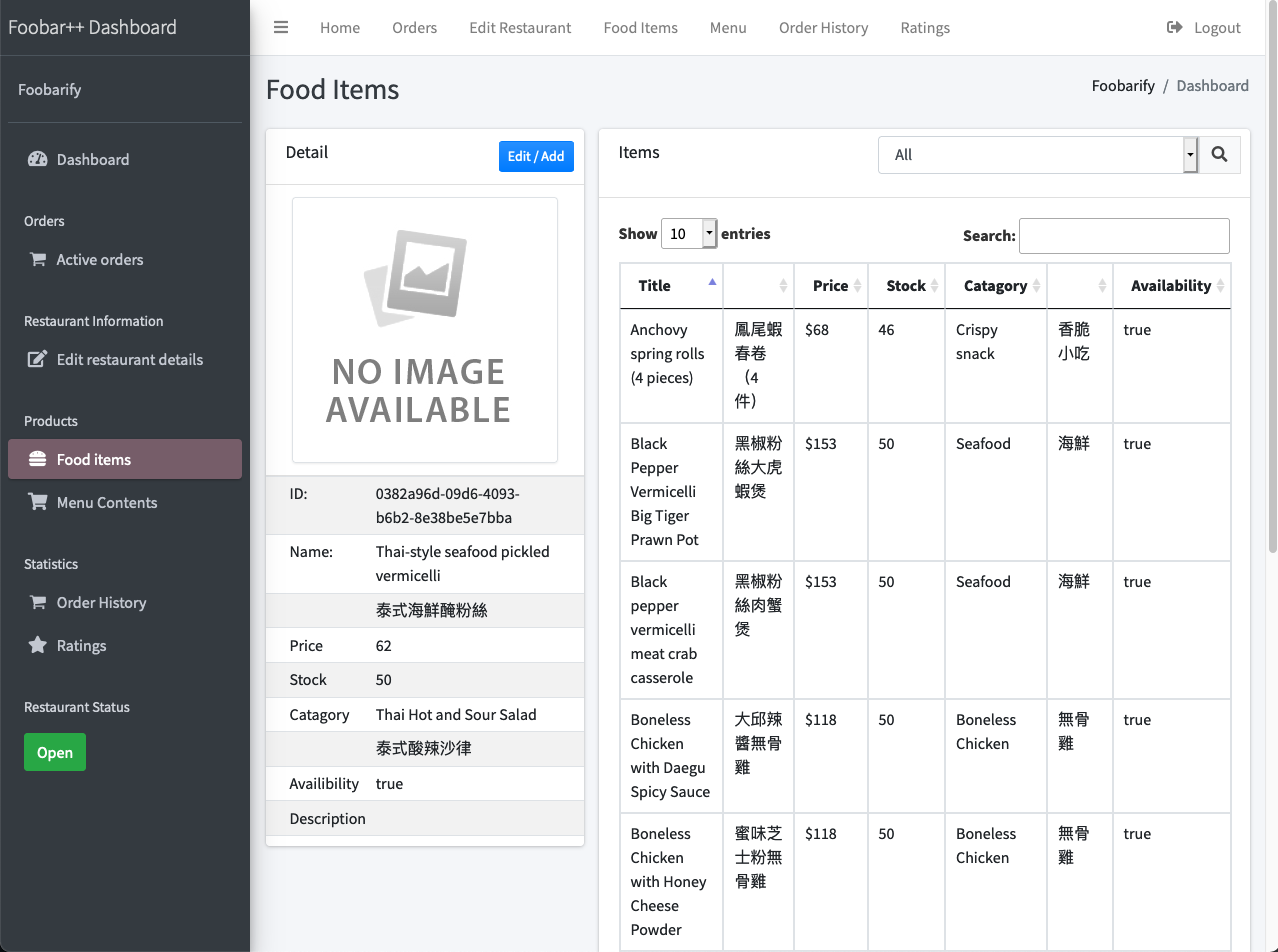 Foobar++ Dashboard
Foobarify
Dashboard
Orders
Active orders
Restaurant Information
Edit restaurant details
Products
Food items
Menu Contents
Statistics
Order History
Ratings
Restaurant Status
Open
Home Orders Edit Restaurant Food Items Menu Order History Ratings Logout
Food Items
Foobarify / Dashboard
Detail
Edit / Add
NO IMAGE
AVAILABLE
ID: 0382a96d-09d6-4093-
b6b2-8e38be5e7bba
Name: Thai-style seafood pickled
vermicelli
泰式海鮮醃粉絲
Price 62
Stock 50
Catagory Thai Hot and Sour Salad
泰式酸辣沙律
Availibility true
Description
Items
All
Show 10 entries
Search:
Title Price Stock Catagory Availability
Anchovy 鳳尾蝦 $68 46 Crispy 香脆 true
spring rolls 春卷 snack 小吃
(4 pieces) （4
件）
Black 黑椒粉 $153 50 Seafood 海鮮 true
Pepper 絲大虎
Vermicelli 蝦煲
Big Tiger
Prawn Pot
Black 黑椒粉 $153 50 Seafood 海鮮 true
pepper 絲肉蟹
vermicelli 煲
meat crab
casserole
Boneless 大邱辣 $118 50 Boneless 無骨 true
Chicken 醬無骨 Chicken 雞
with Daegu 雞
Spicy Sauce
Boneless 蜜味芝 $118 50 Boneless 無骨 true
Chicken 士粉無 Chicken 雞
with Honey 骨雞
Cheese
Powder